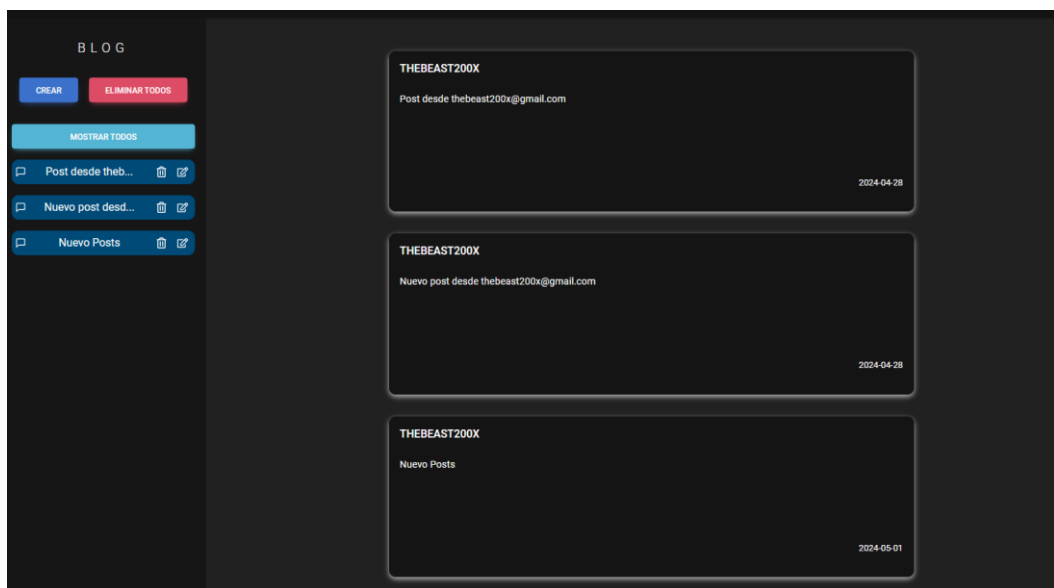 BLOG
CREAR ELIMINAR TODOS
MOSTRAR TODOS
Post desde theb...
Nuevo post desd...
Nuevo Posts
THEBEAST200X
Post desde thebeast200x@gmail.com
2024-04-28
THEBEAST200X
Nuevo post desde thebeast200x@gmail.com
2024-04-28
THEBEAST200X
Nuevo Posts
2024-05-01